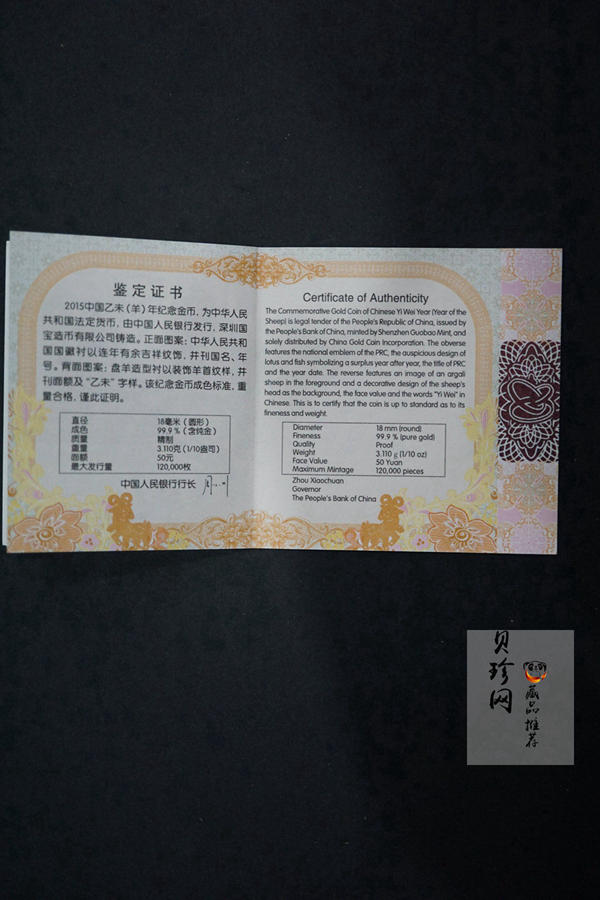 鉴定证书
2015中国乙未（羊）年纪念金币，为中华人民
共和国法定货币，由中国人民银行发行，深圳国
宝造币有限公司铸造。正面图案：中华人民共和
国国徽衬以连年有余吉祥纹饰，并刊国名、年
号。背面图案：盘羊造型衬以装饰羊首纹样，并
刊面额及“乙未”字样。该纪念金币成色标准，重
量合格，谨此证明。
直径 18毫米（圆形）
成色 99.9％（含纯金）
质量 精制
重量 3.110克（1/10盎司）
面额 50元
最大发行量 120,000枚
中国人民银行行长
Certificate of Authenticity
The Commemorative Gold Coin of Chinese Yi Wei Year (Year of the
Sheep) is legal tender of the People's Republic of China, issued by
the People's Bank of China, minted by Shenzhen Guobao Mint, and
solely distributed by China Gold Coin Incorporation. The obverse
features the national emblem of the PRC, the auspicious design of
lotus and fish symbolizing a surplus year after year, the title of PRC
and the year date. The reverse features an image of an argali
sheep in the foreground and a decorative design of the sheep's
head as the background, the face value and the words "Yi Wei" in
Chinese. This is to certify that the coin is up to standard as to its
fineness and weight.
Diameter 18 mm (round)
Fineness 99.9 % (pure gold)
Quality Proof
Weight 3.110 g (1/10 oz)
Face Value 50 Yuan
Maximum Mintage 120,000 pieces
Zhou Xiaochuan
Governor
The People's Bank of China
贝珍网
藏品推荐